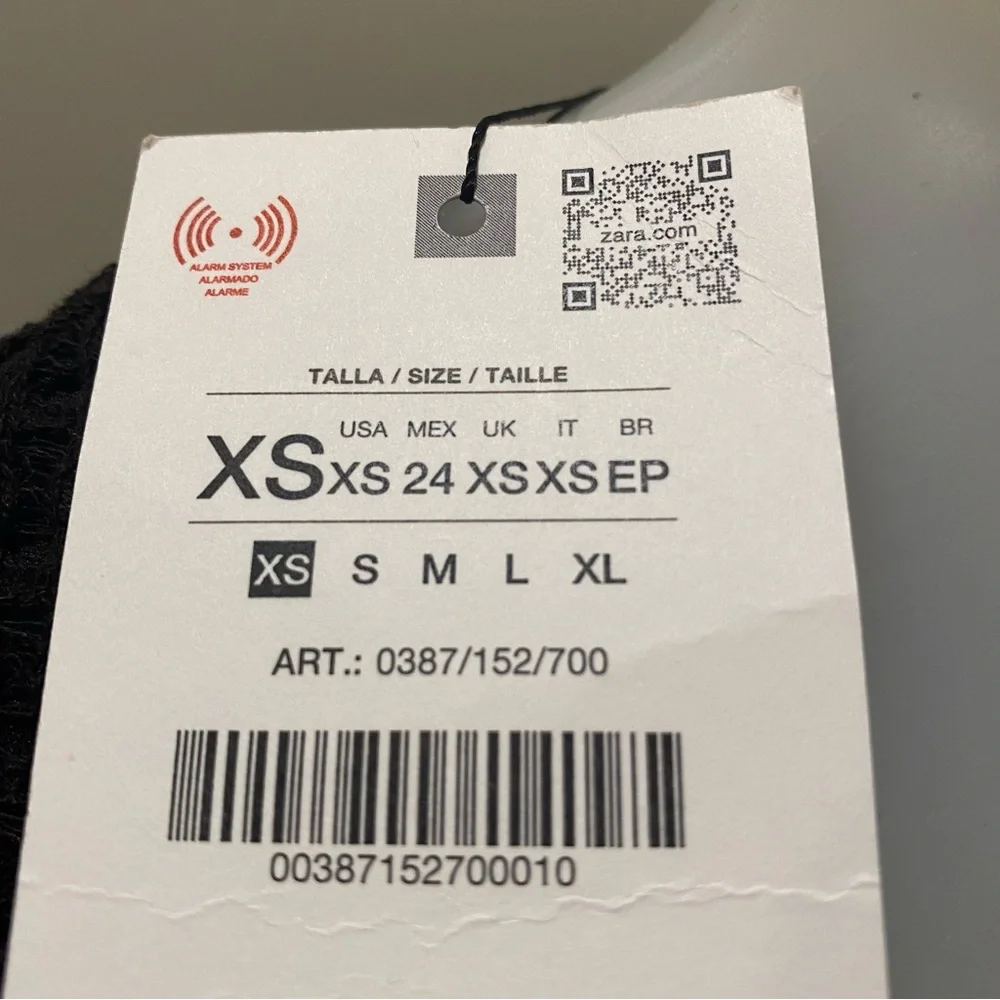 ALARM SYSTEM
ALARMADO
ALARME
zara.com
TALLA / SIZE / TAILLE
USA MEX UK IT BR
XS XS 24 XS XS EP
XS S M L XL
ART.: 0387/152/700
00387152700010